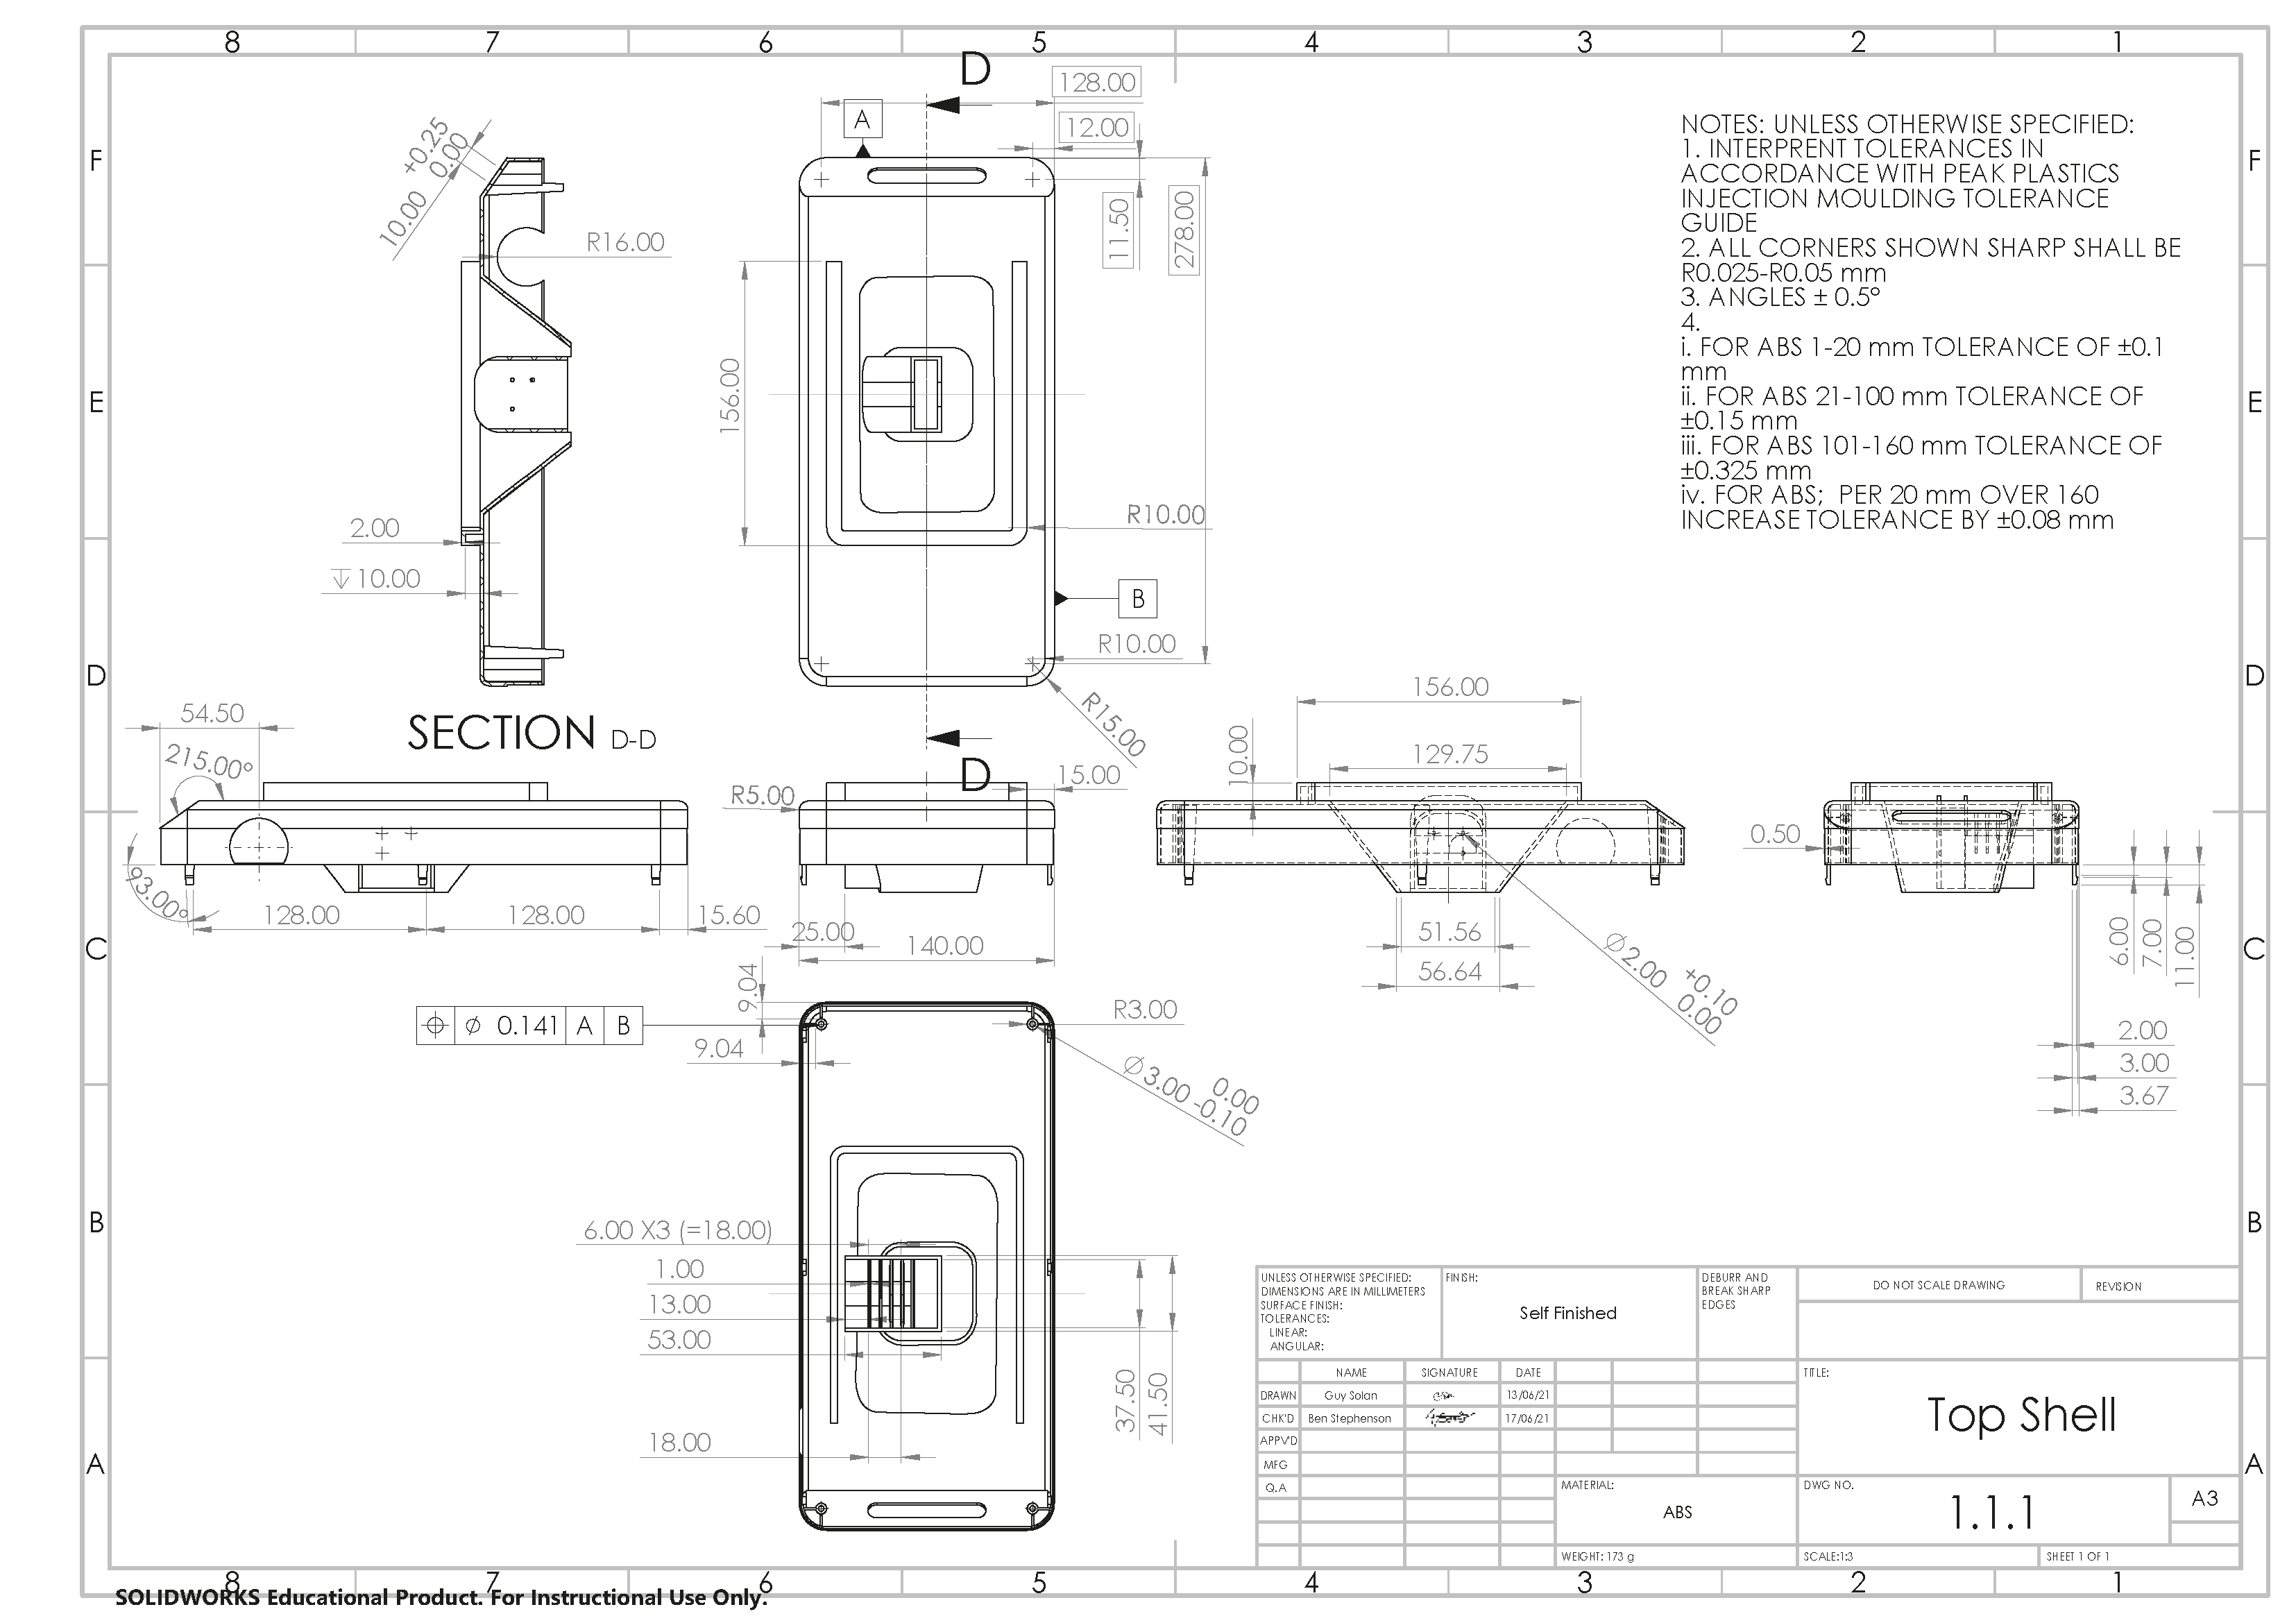 8 7 6 5 4 3 2 1
F
E
D
C
B
A
F
E
D
C
B
A
D
128.00
A
12.00
11.50
278.00
10.00 +0.25 0.00
R16.00
156.00
2.00
10.00
R10.00
B
R10.00
R15.00
SECTION D-D
D
NOTES: UNLESS OTHERWISE SPECIFIED:
1. INTERPRENT TOLERANCES IN
ACCORDANCE WITH PEAK PLASTICS
INJECTION MOULDING TOLERANCE
GUIDE
2. ALL CORNERS SHOWN SHARP SHALL BE
R0.025-R0.05 mm
3. ANGLES ± 0.5°
4.
i. FOR ABS 1-20 mm TOLERANCE OF ±0.1
mm
ii. FOR ABS 21-100 mm TOLERANCE OF
±0.15 mm
iii. FOR ABS 101-160 mm TOLERANCE OF
±0.325 mm
iv. FOR ABS; PER 20 mm OVER 160
INCREASE TOLERANCE BY ±0.08 mm
54.50
215.00°
93.00°
128.00
128.00
15.60
R5.00
15.00
25.00
140.00
156.00
129.75
10.00
51.56
56.64
⌀2.00 +0.10 0.00
0.50
6.00
7.00
11.00
2.00
3.00
3.67
⌖ ⌀ 0.141 A B
9.04
9.04
R3.00
⌀3.00 0.00 -0.10
6.00 X3 (=18.00)
1.00
13.00
53.00
18.00
37.50
41.50
UNLESS OTHERWISE SPECIFIED:
DIMENSIONS ARE IN MILLIMETERS
SURFACE FINISH:
TOLERANCES:
LINEAR:
ANGULAR:
FINISH:
Self Finished
DEBURR AND
BREAK SHARP
EDGES
DO NOT SCALE DRAWING
REVISION
NAME SIGNATURE DATE
DRAWN Guy Solan 13/06/21
CHK'D Ben Stephenson 17/06/21
APPV'D
MFG
Q.A
TITLE:
Top Shell
MATERIAL:
ABS
DWG NO.
1.1.1
A3
WEIGHT: 173 g
SCALE:1:3
SHEET 1 OF 1
8 7 6 5 4 3 2 1
SOLIDWORKS Educational Product. For Instructional Use Only.